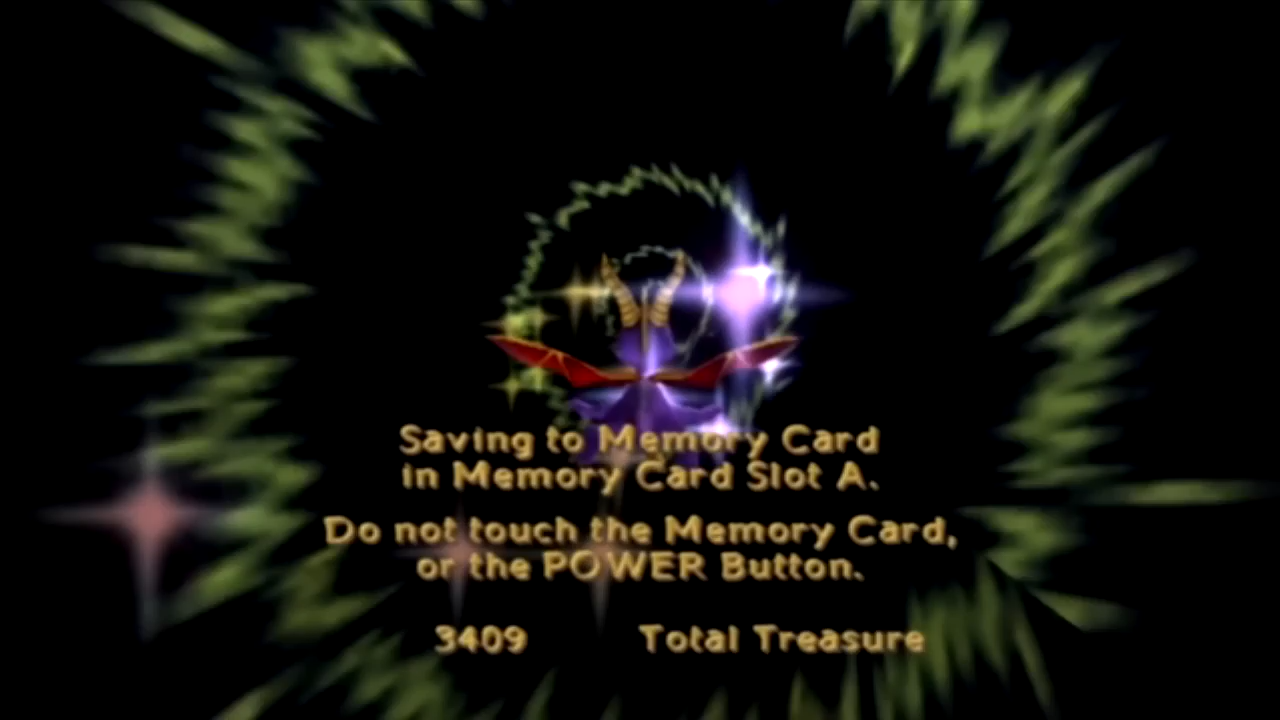 Saving to Memory Card
in Memory Card Slot A.
Do not touch the Memory Card,
or the POWER Button.
3409 Total Treasure